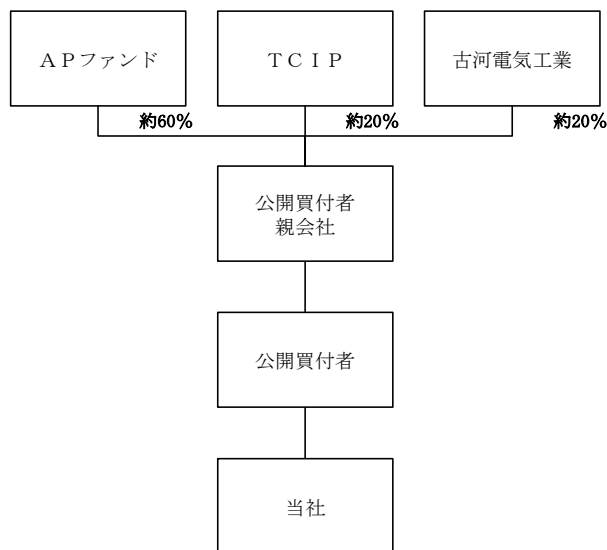 ＡＰファンド
ＴＣＩＰ
古河電気工業
約60%
約20%
約20%
公開買付者
親会社
公開買付者
当社